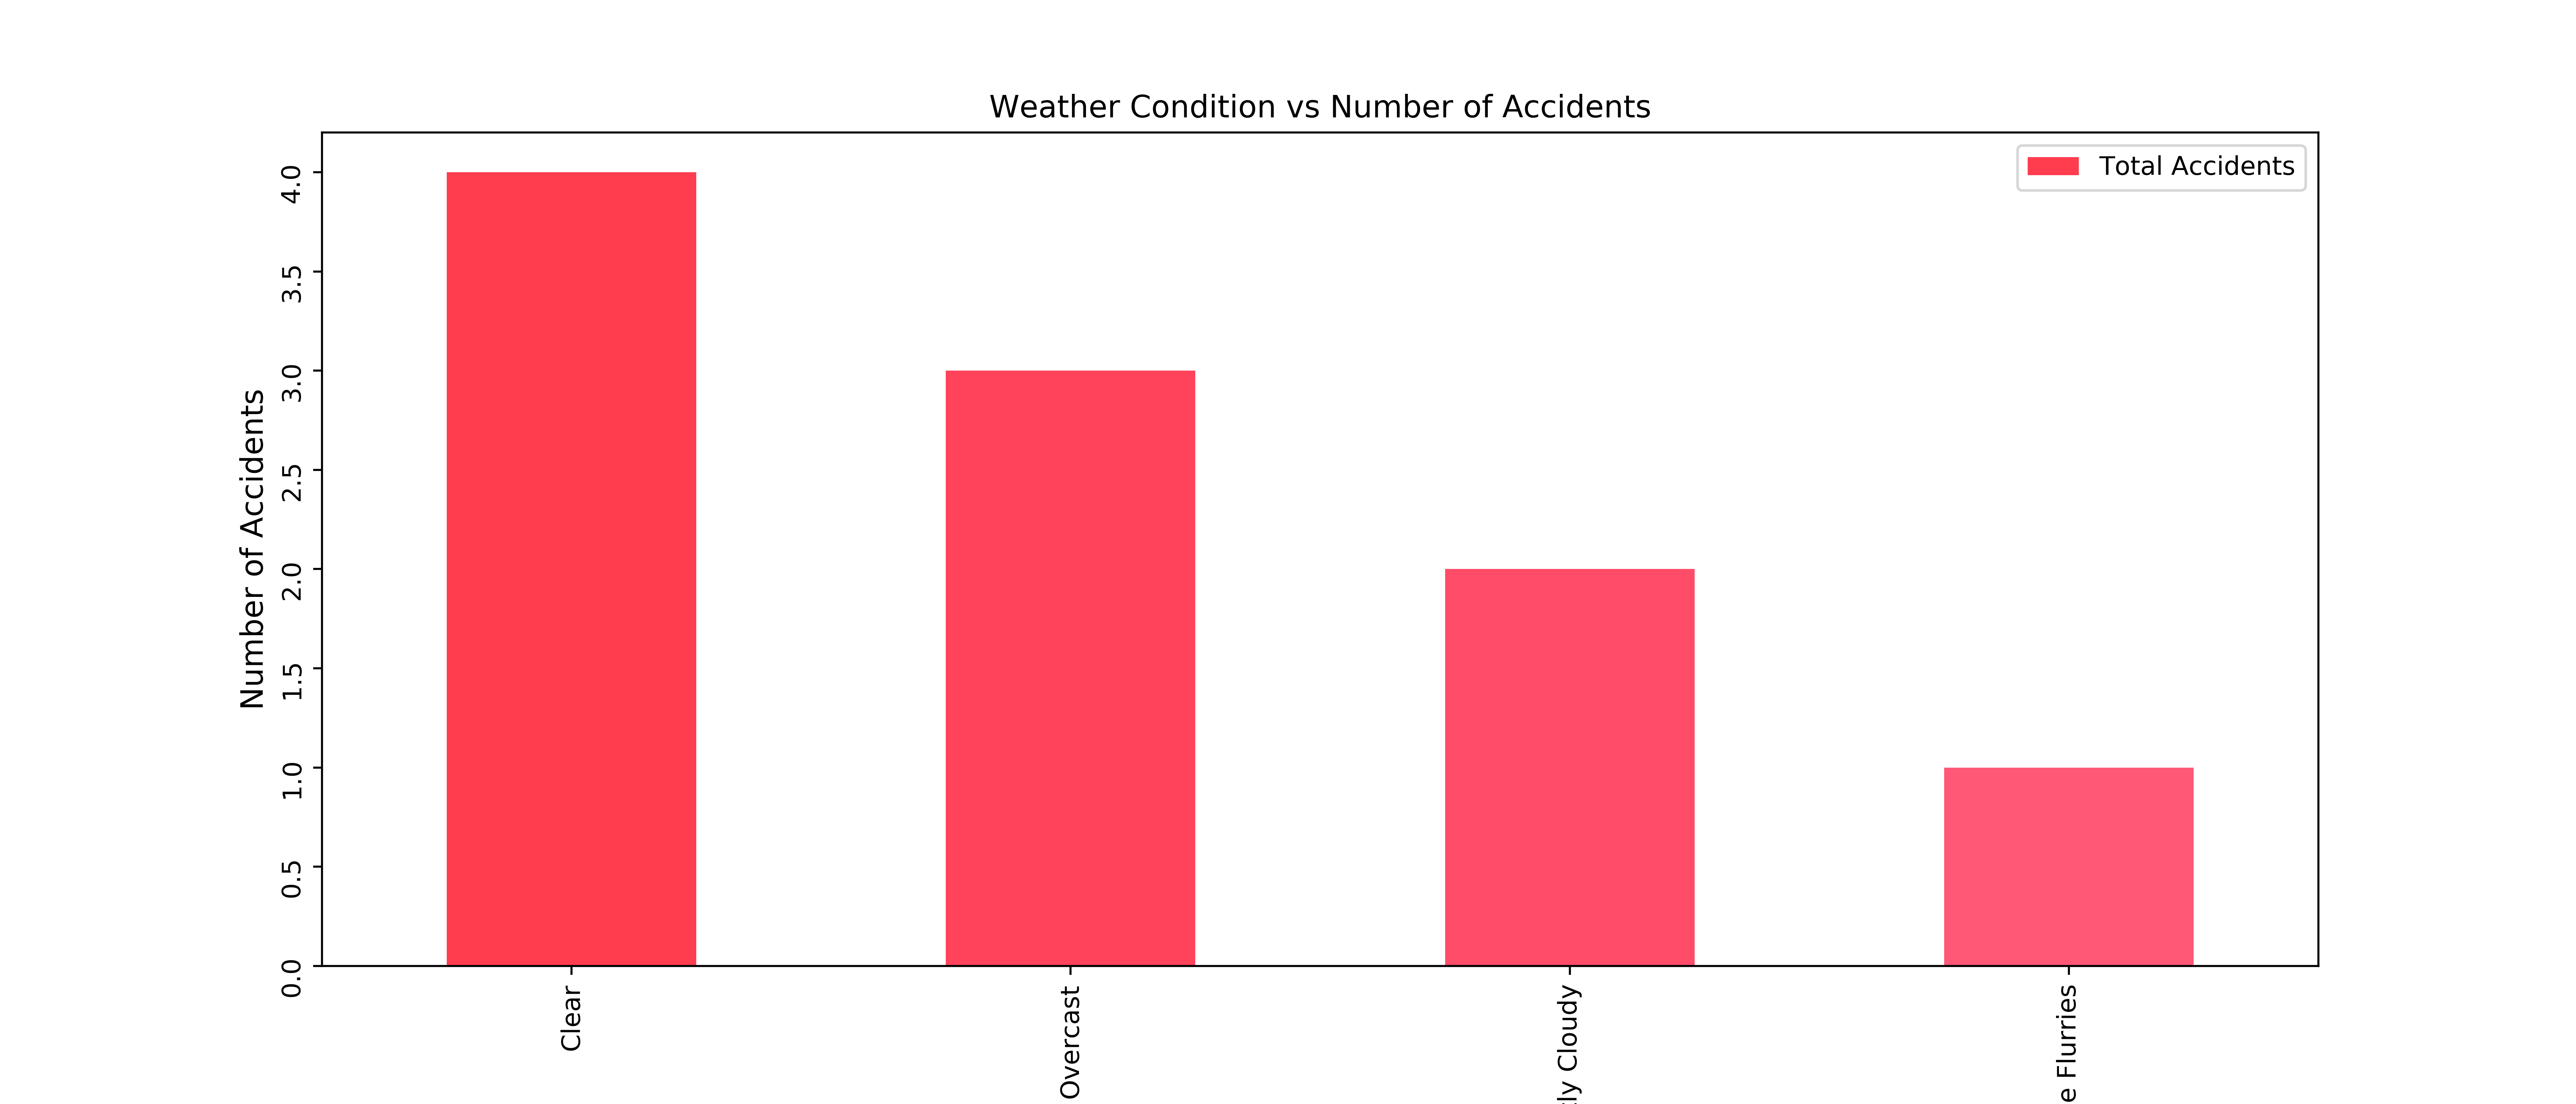 Weather Condition vs Number of Accidents
Total Accidents
Number of Accidents
4.0
3.5
3.0
2.5
2.0
1.5
1.0
0.5
0.0
Clear
Overcast
Cloudy
Flurries